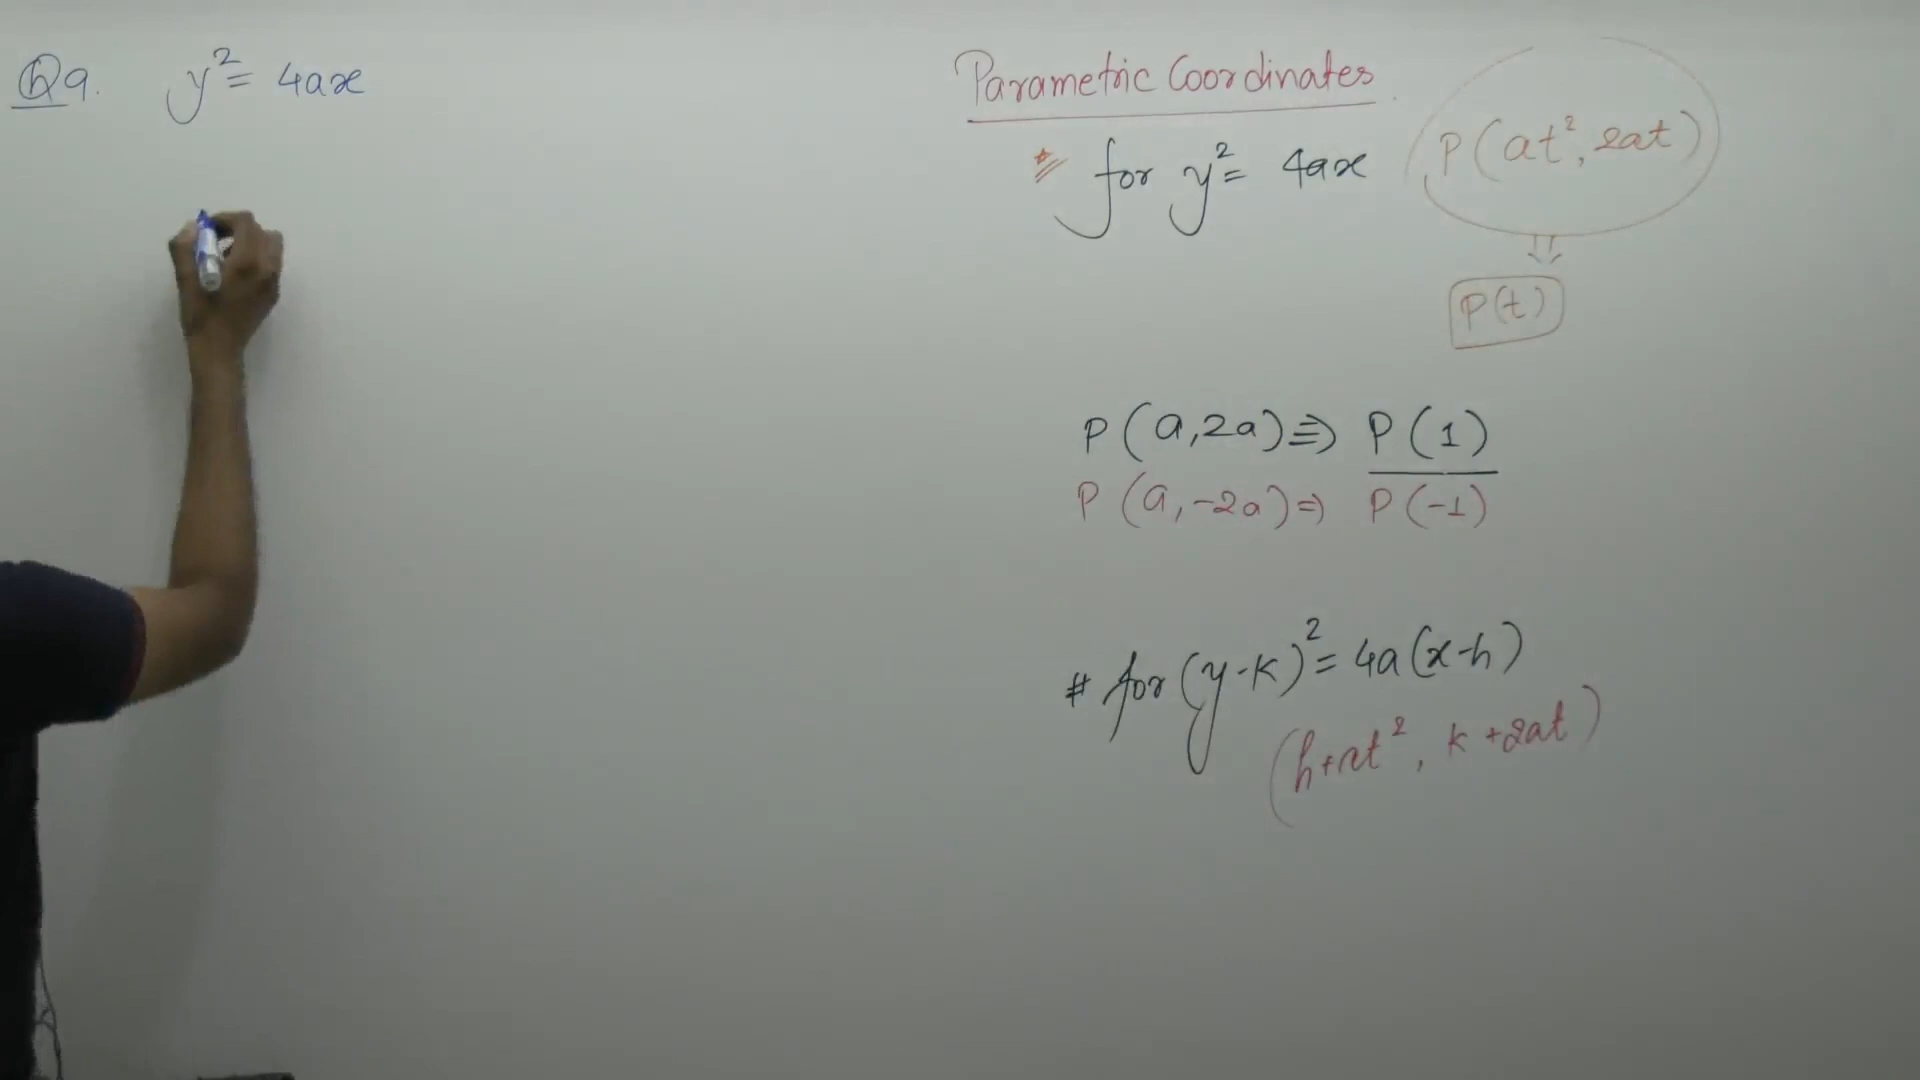 Q9. y² = 4ax
Parametric Coordinates
* for y² = 4ax P(at², 2at)
⇓
P(t)
P(a,2a) ≡> P(1)
P(a,-2a) => P(-1)
# for (y-k)² = 4a(x-h)
(h+at², k+2at)